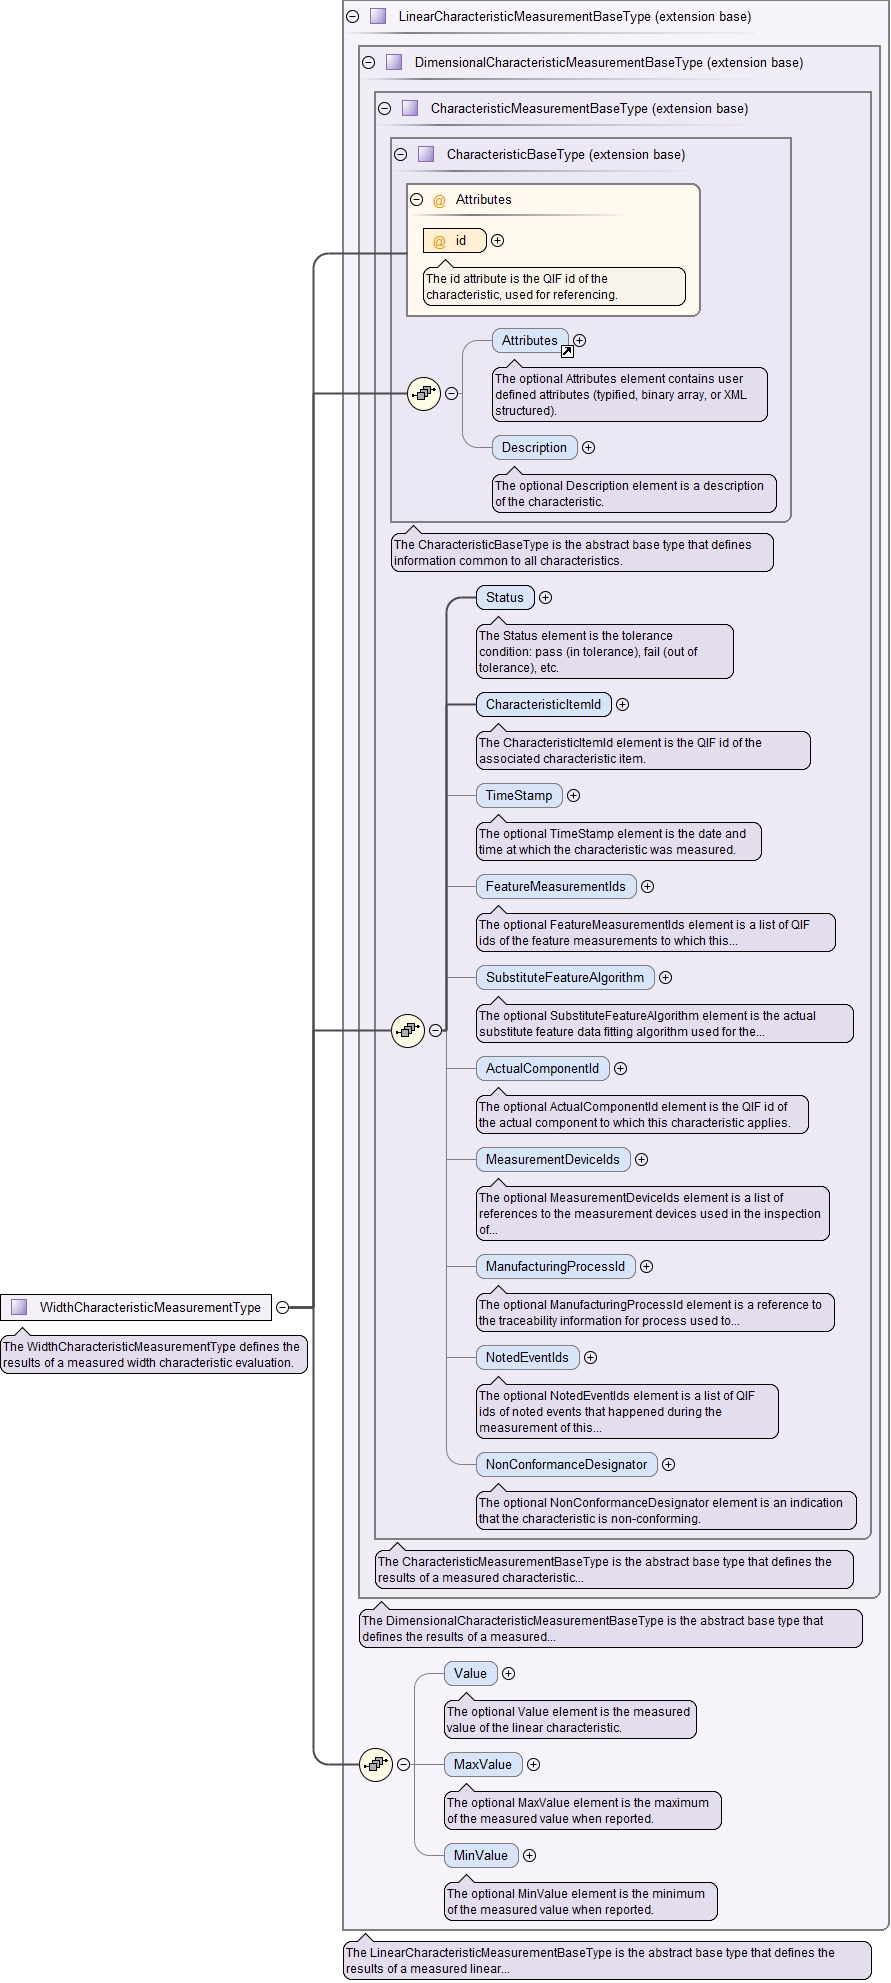 LinearCharacteristicMeasurementBaseType (extension base)
DimensionalCharacteristicMeasurementBaseType (extension base)
CharacteristicMeasurementBaseType (extension base)
CharacteristicBaseType (extension base)
@ Attributes
@ id
The id attribute is the QIF id of the
characteristic, used for referencing.
Attributes
The optional Attributes element contains user
defined attributes (typified, binary array, or XML
structured).
Description
The optional Description element is a description
of the characteristic.
The CharacteristicBaseType is the abstract base type that defines
information common to all characteristics.
Status
The Status element is the tolerance
condition: pass (in tolerance), fail (out of
tolerance), etc.
CharacteristicItemId
The CharacteristicItemId element is the QIF id of the
associated characteristic item.
TimeStamp
The optional TimeStamp element is the date and
time at which the characteristic was measured.
FeatureMeasurementIds
The optional FeatureMeasurementIds element is a list of QIF
ids of the feature measurements to which this...
SubstituteFeatureAlgorithm
The optional SubstituteFeatureAlgorithm element is the actual
substitute feature data fitting algorithm used for the...
ActualComponentId
The optional ActualComponentId element is the QIF id of
the actual component to which this characteristic applies.
MeasurementDeviceIds
The optional MeasurementDeviceIds element is a list of
references to the measurement devices used in the inspection
of...
ManufacturingProcessId
The optional ManufacturingProcessId element is a reference to
the traceability information for process used to...
WidthCharacteristicMeasurementType
The WidthCharacteristicMeasurementType defines the
results of a measured width characteristic evaluation.
NotedEventIds
The optional NotedEventIds element is a list of QIF
ids of noted events that happened during the
measurement of this...
NonConformanceDesignator
The optional NonConformanceDesignator element is an indication
that the characteristic is non-conforming.
The CharacteristicMeasurementBaseType is the abstract base type that defines the
results of a measured characteristic...
The DimensionalCharacteristicMeasurementBaseType is the abstract base type that
defines the results of a measured...
Value
The optional Value element is the measured
value of the linear characteristic.
MaxValue
The optional MaxValue element is the maximum
of the measured value when reported.
MinValue
The optional MinValue element is the minimum
of the measured value when reported.
The LinearCharacteristicMeasurementBaseType is the abstract base type that defines the
results of a measured linear...